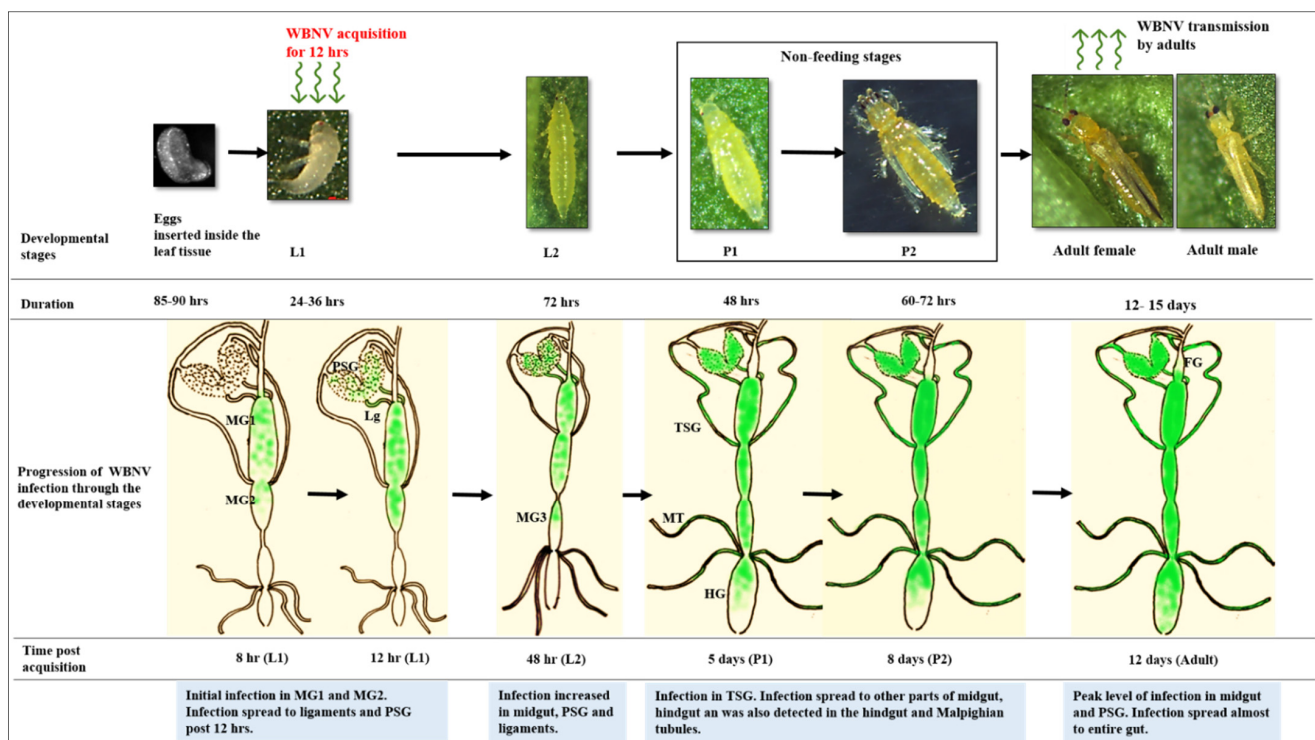 WBNV acquisition
for 12 hrs
WBNV transmission
by adults
Non-feeding stages
Developmental
stages
Eggs
inserted inside the
leaf tissue
L1
L2
P1
P2
Adult female
Adult male
Duration
85-90 hrs
24-36 hrs
72 hrs
48 hrs
60-72 hrs
12- 15 days
Progression of WBNV
infection through the
developmental stages
MG1
MG2
PSG
Lg
MG3
TSG
MT
HG
FG
Time post
acquisition
8 hr (L1)
12 hr (L1)
48 hr (L2)
5 days (P1)
8 days (P2)
12 days (Adult)
Initial infection in MG1 and MG2.
Infection spread to ligaments and PSG
post 12 hrs.
Infection increased
in midgut, PSG and
ligaments.
Infection in TSG. Infection spread to other parts of midgut,
hindgut an was also detected in the hindgut and Malpighian
tubules.
Peak level of infection in midgut
and PSG. Infection spread almost
to entire gut.